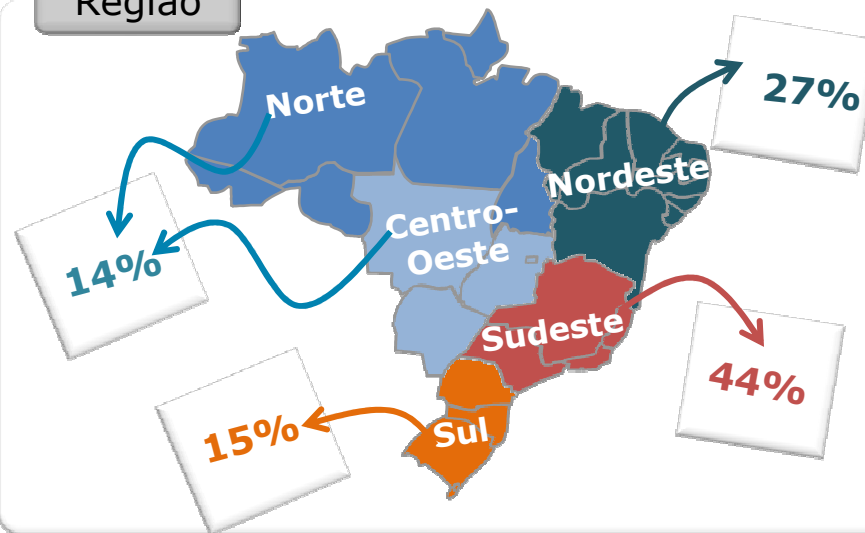 Região
Norte
27%
Nordeste
Centro-
Oeste
14%
Sudeste
44%
15%
Sul